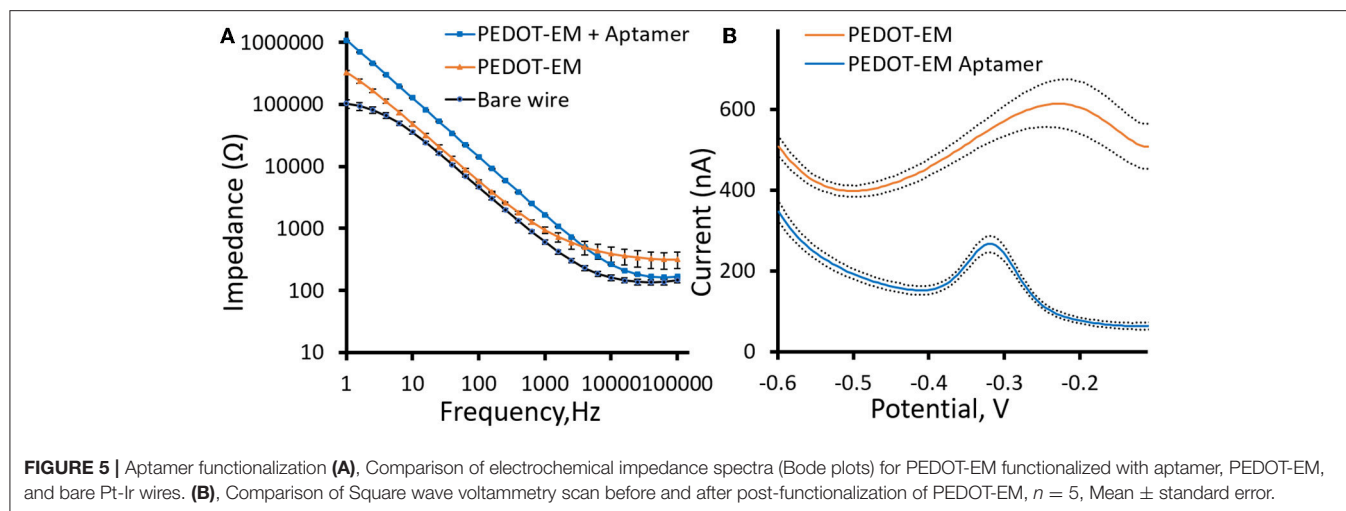 A
PEDOT-EM + Aptamer
PEDOT-EM
Bare wire
Impedance (Ω)
1000000
100000
10000
1000
100
10
1 10 100 1000 10000 100000
Frequency,Hz
B
PEDOT-EM
PEDOT-EM Aptamer
Current (nA)
600
400
200
0
-0.6 -0.5 -0.4 -0.3 -0.2
Potential, V
FIGURE 5 | Aptamer functionalization (A), Comparison of electrochemical impedance spectra (Bode plots) for PEDOT-EM functionalized with aptamer, PEDOT-EM,
and bare Pt-Ir wires. (B), Comparison of Square wave voltammetry scan before and after post-functionalization of PEDOT-EM, n = 5, Mean ± standard error.